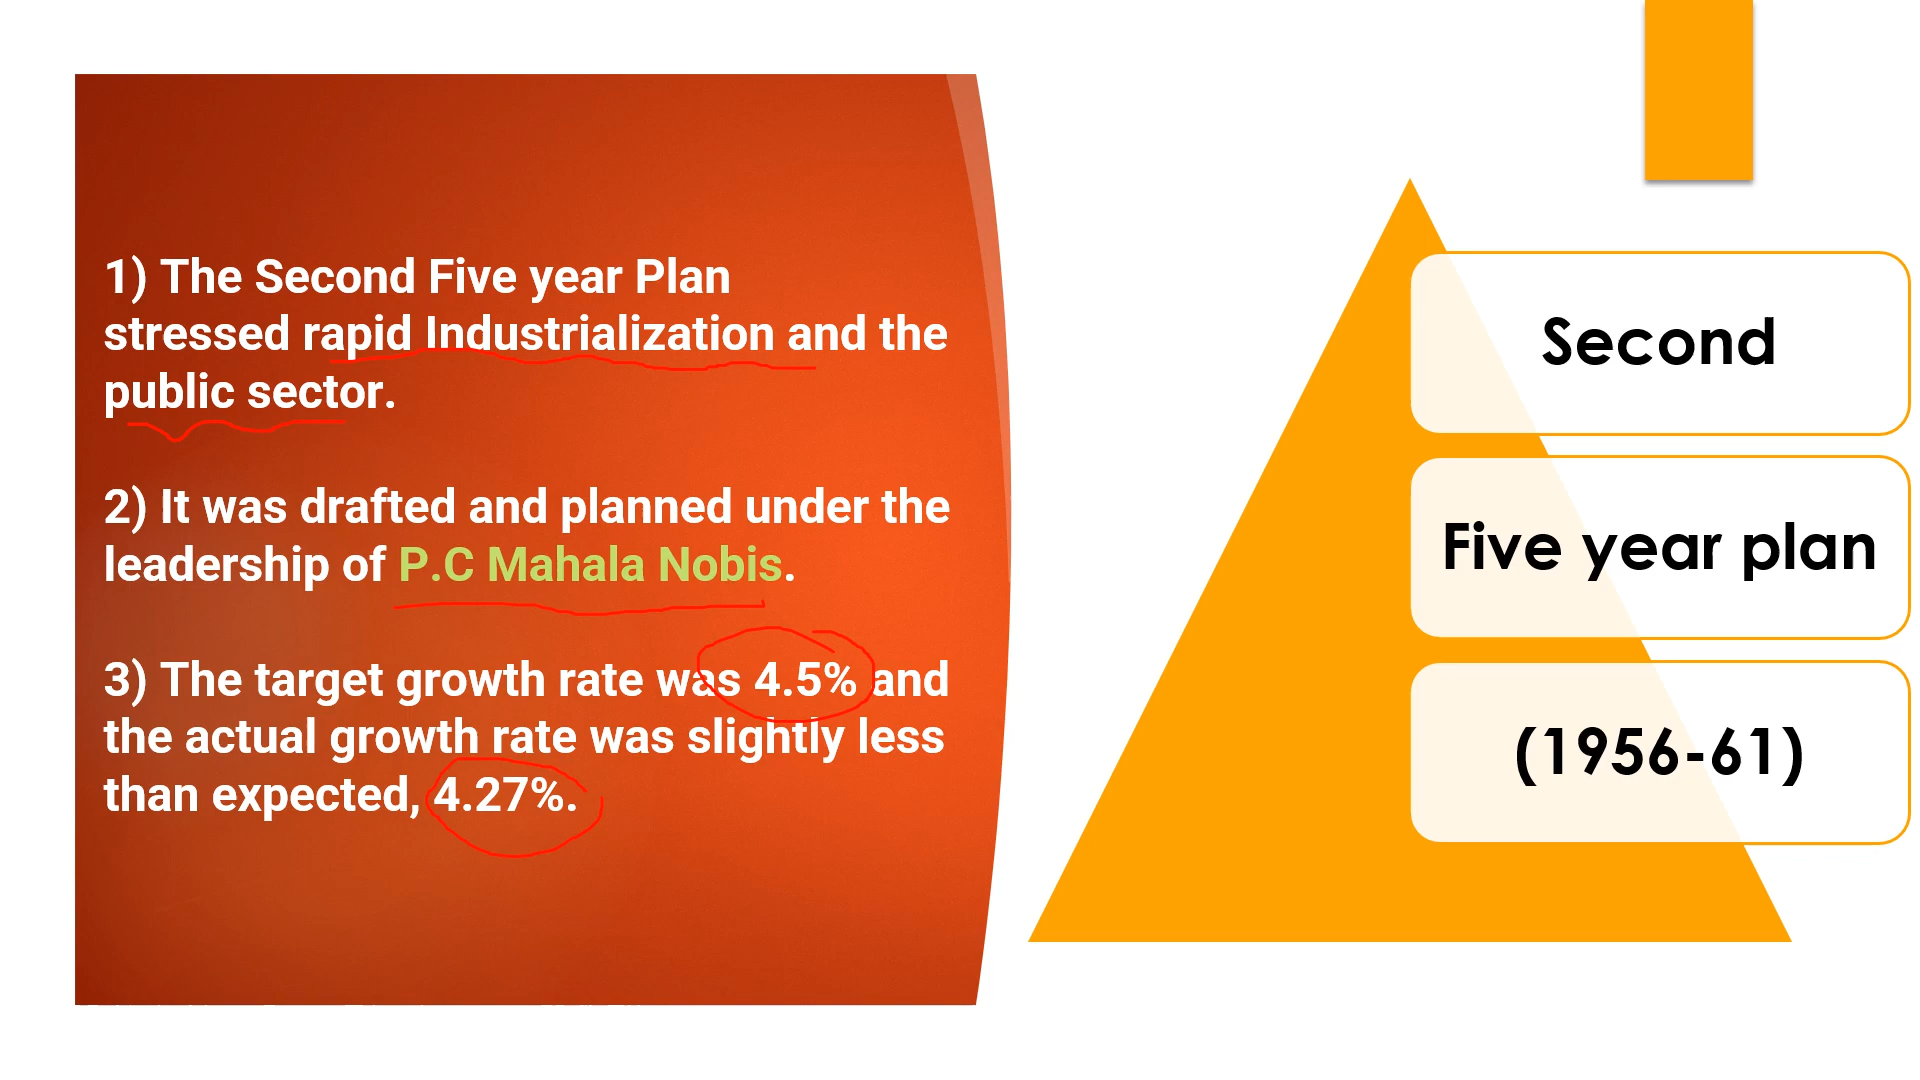 1) The Second Five year Plan
stressed rapid Industrialization and the
public sector.
2) It was drafted and planned under the
leadership of P.C Mahala Nobis.
3) The target growth rate was 4.5% and
the actual growth rate was slightly less
than expected, 4.27%.
Second
Five year plan
(1956-61)